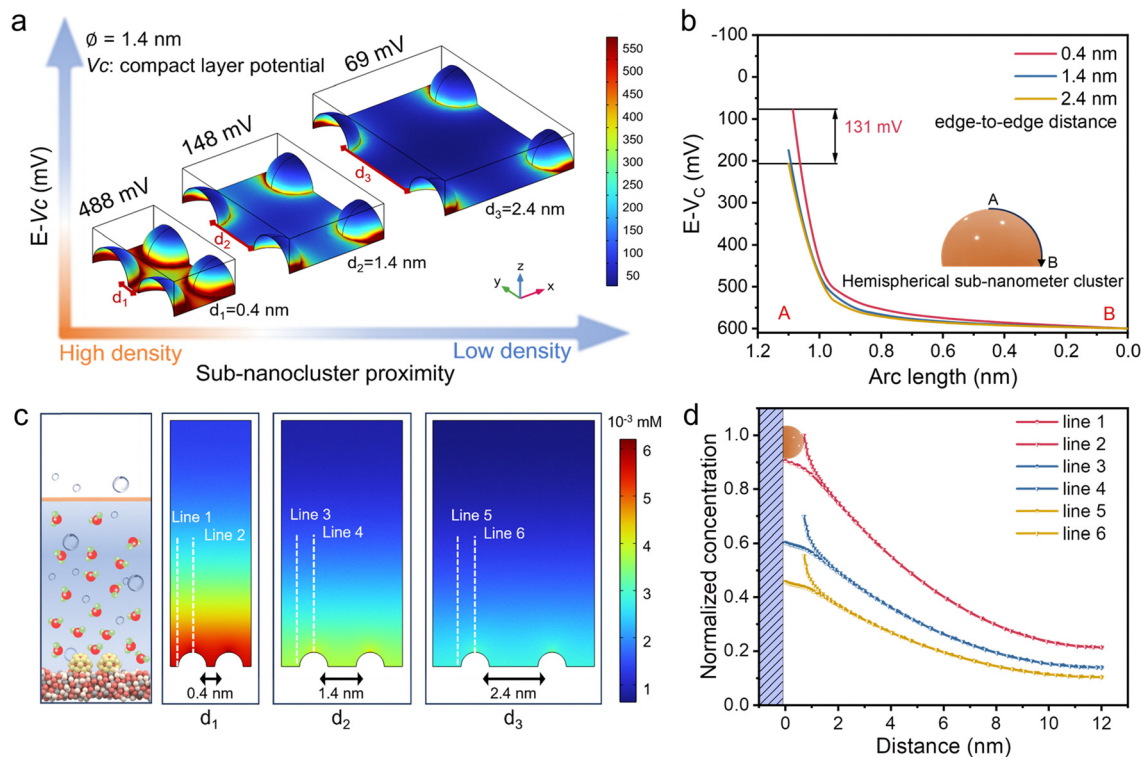 a
ø = 1.4 nm
Vc: compact layer potential
E-Vc (mV)
488 mV
148 mV
69 mV
d1
d2
d3
d1=0.4 nm
d2=1.4 nm
d3=2.4 nm
z
y
x
High density
Low density
Sub-nanocluster proximity
550
500
450
400
350
300
250
200
150
100
50
b
-100
0
100
200
300
400
500
600
E-VC (mV)
0.4 nm
1.4 nm
2.4 nm
edge-to-edge distance
131 mV
A
B
Hemispherical sub-nanometer cluster
A
B
1.2
1.0
0.8
0.6
0.4
0.2
0.0
Arc length (nm)
c
Line 1
Line 2
0.4 nm
d1
Line 3
Line 4
1.4 nm
d2
Line 5
Line 6
2.4 nm
d3
10-3 mM
6
5
4
3
2
1
d
1.0
0.8
0.6
0.4
0.2
0.0
Normalized concentration
line 1
line 2
line 3
line 4
line 5
line 6
0
2
4
6
8
10
12
Distance (nm)